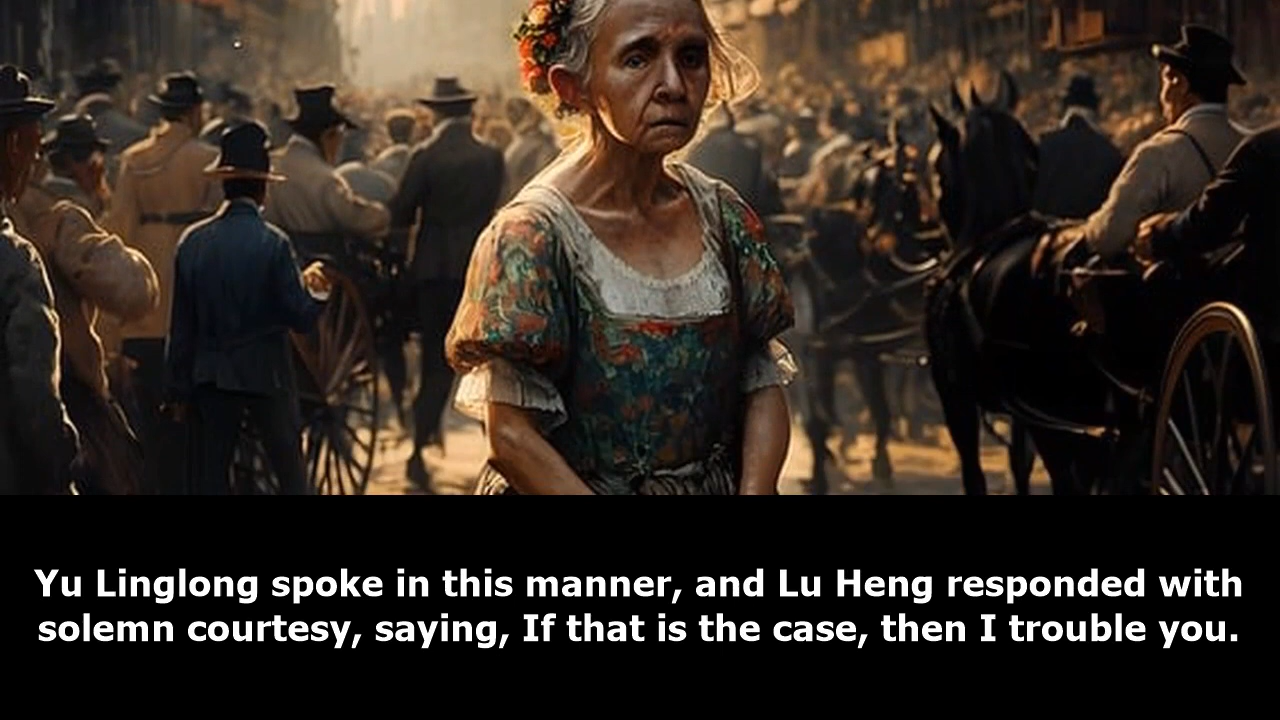 Yu Linglong spoke in this manner, and Lu Heng responded with
solemn courtesy, saying, If that is the case, then I trouble you.